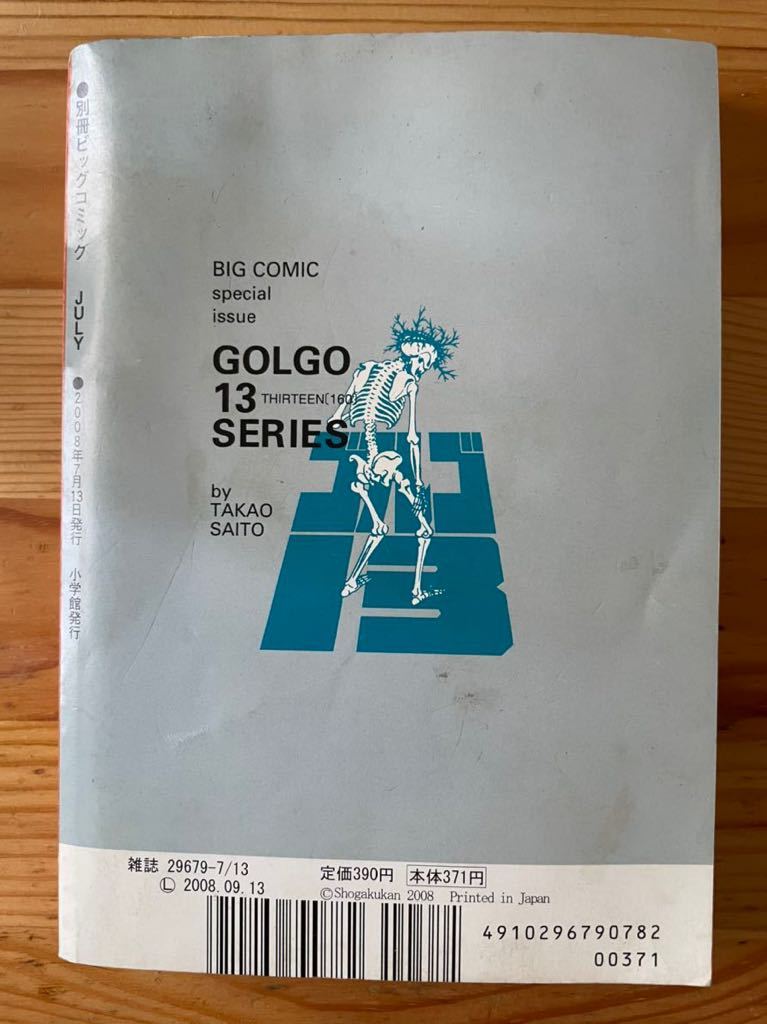 ●別冊ビッグコミック JULY ●2008年7月13日発行 小学館発行
BIG COMIC
special
issue
GOLGO
13 THIRTEEN(160)
SERIES
by
TAKAO
SAITO
ゴルゴ
13
雑誌 29679-7/13
Ⓛ 2008.09.13
定価390円 本体371円
©Shogakukan 2008 Printed in Japan
4910296790782
00371